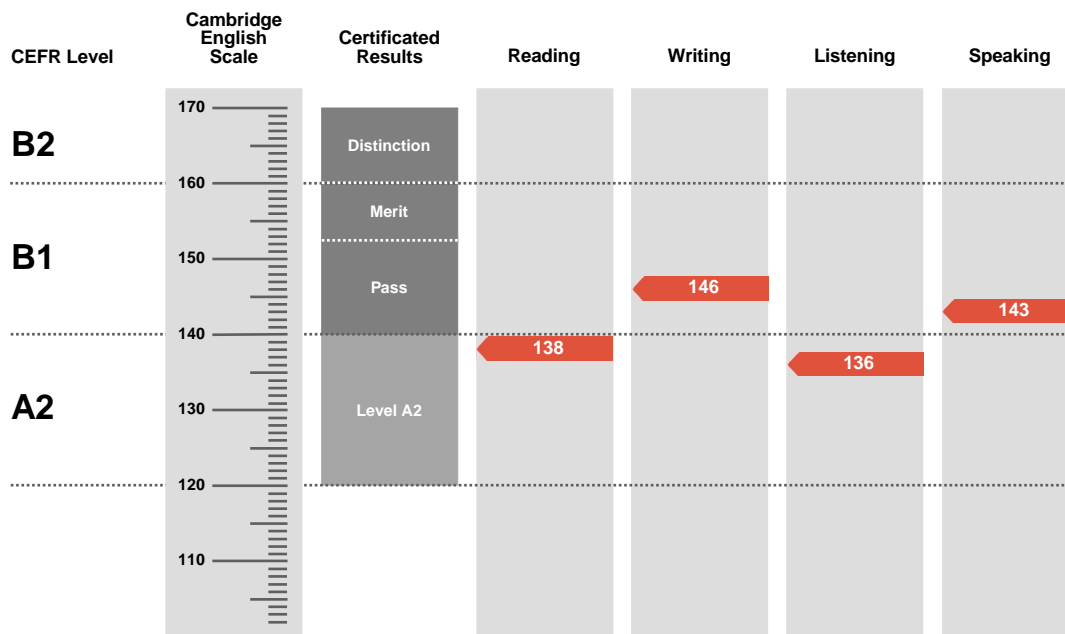 CEFR Level
Cambridge
English
Scale
Certificated
Results
Reading
Writing
Listening
Speaking
170
B2
Distinction
160
Merit
B1
150
Pass
146
143
140
138
136
A2
130
Level A2
120
110